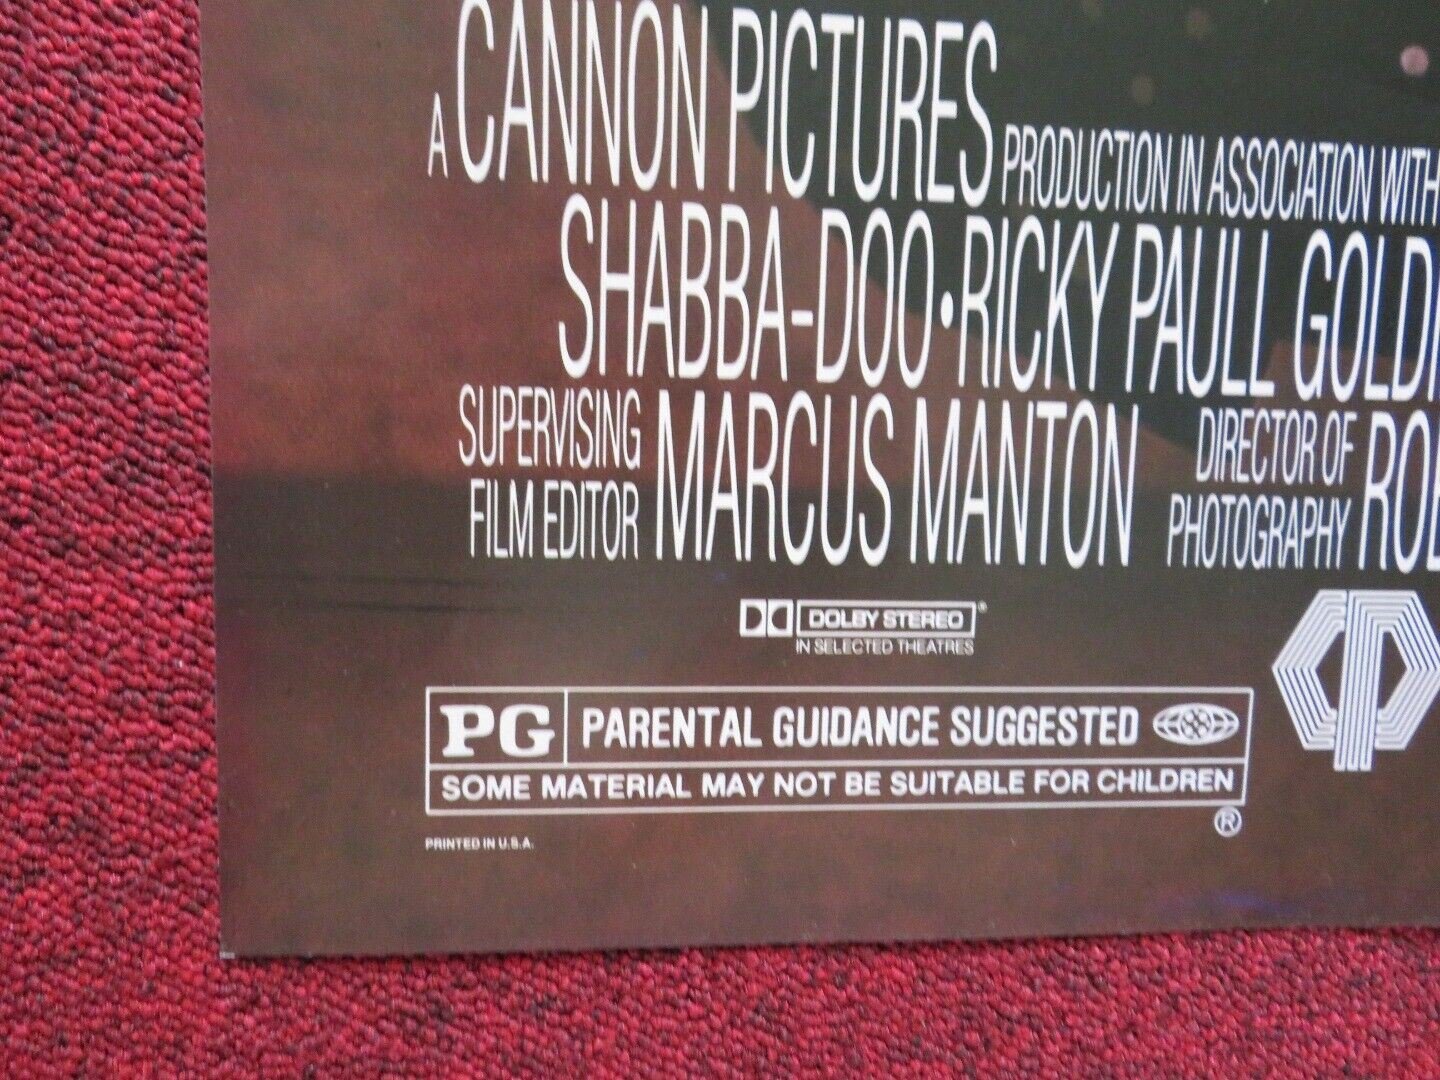 A CANNON PICTURES PRODUCTION IN ASSOCIATION WITH
SHABBA-DOO • RICKY PAULL
SUPERVISING FILM EDITOR MARCUS MANTON DIRECTOR OF PHOTOGRAPHY
DOLBY STEREO ®
IN SELECTED THEATRES
PG PARENTAL GUIDANCE SUGGESTED
SOME MATERIAL MAY NOT BE SUITABLE FOR CHILDREN
®
PRINTED IN U.S.A.